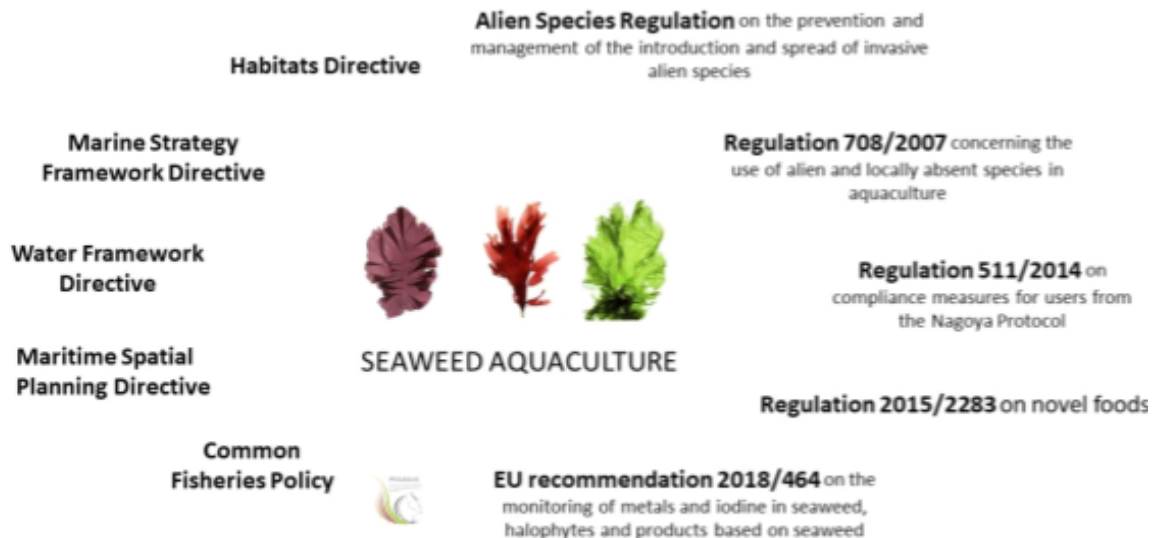 Alien Species Regulation on the prevention and
management of the introduction and spread of invasive
alien species
Habitats Directive
Marine Strategy
Framework Directive
Regulation 708/2007 concerning the
use of alien and locally absent species in
aquaculture
Water Framework
Directive
Regulation 511/2014 on
compliance measures for users from
the Nagoya Protocol
Maritime Spatial
Planning Directive
SEAWEED AQUACULTURE
Regulation 2015/2283 on novel foods
Common
Fisheries Policy
EU recommendation 2018/464 on the
monitoring of metals and iodine in seaweed,
halophytes and products based on seaweed